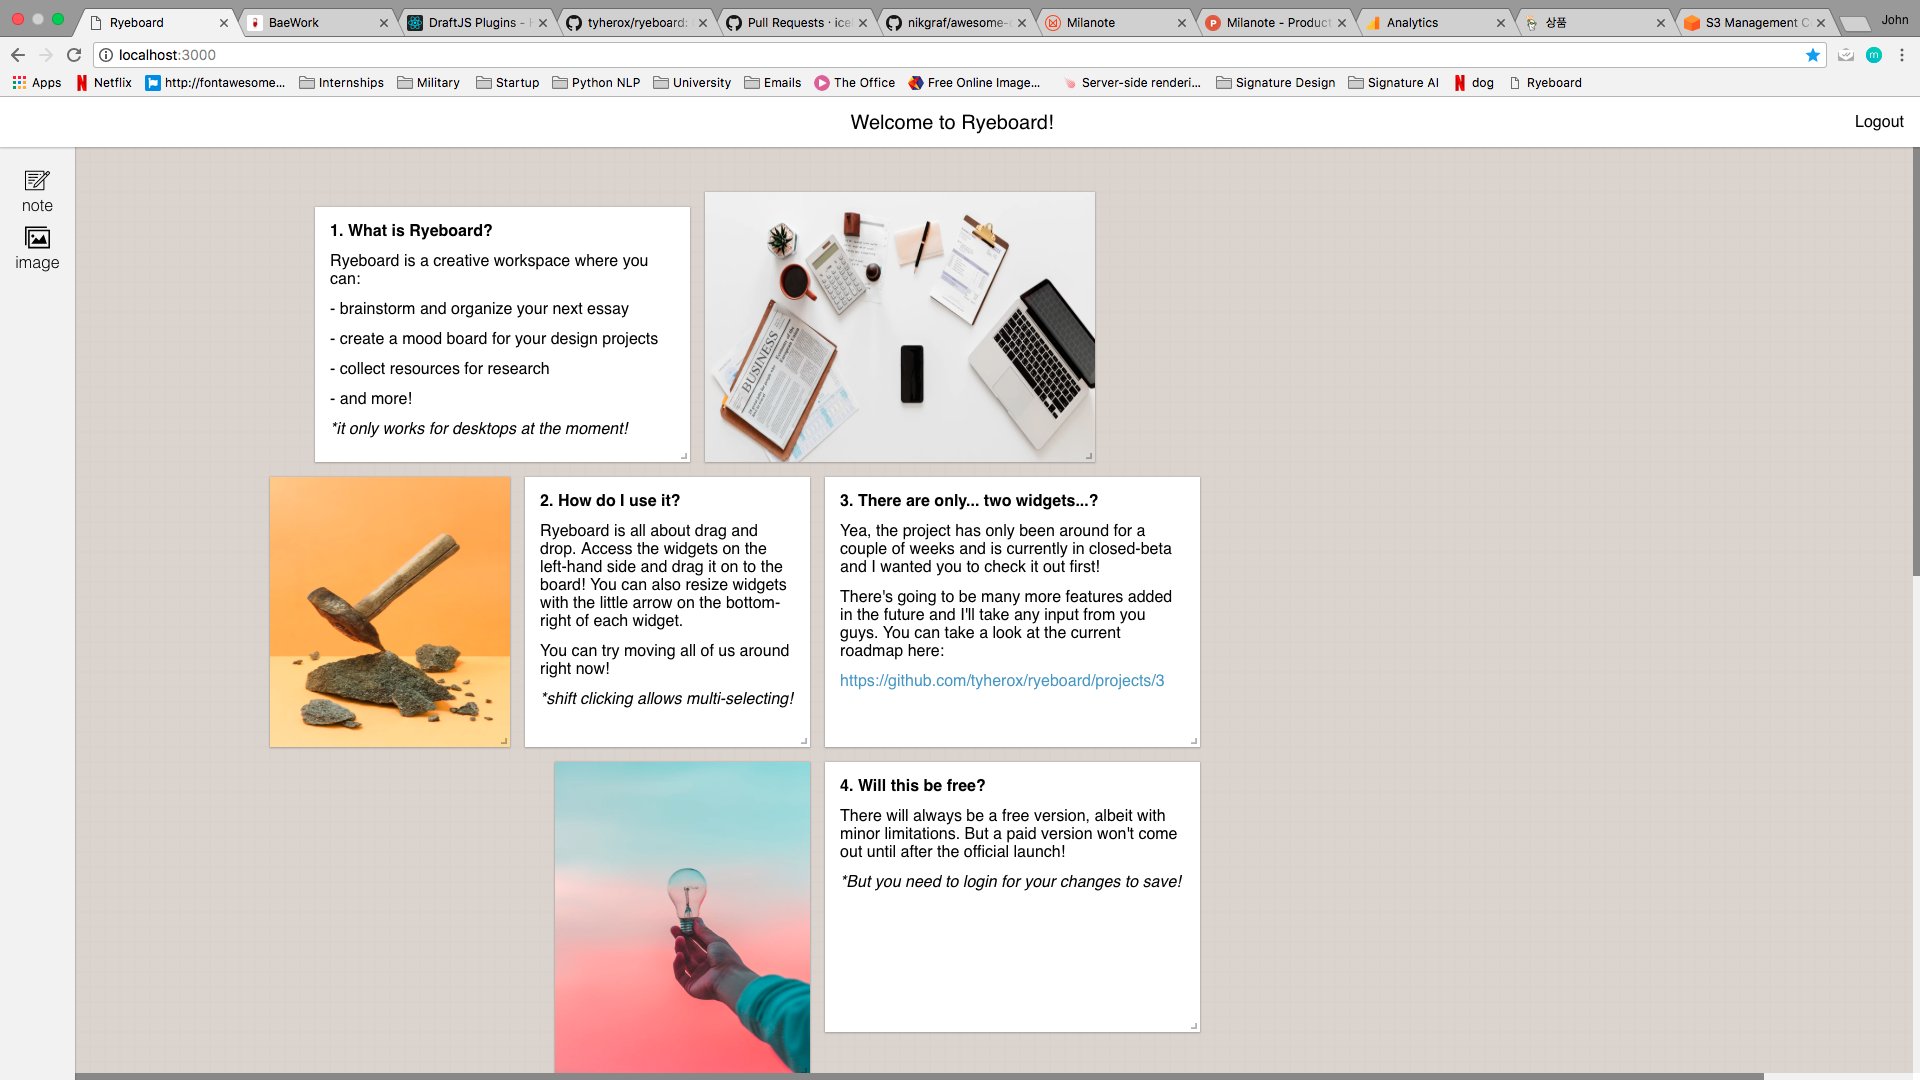 Ryeboard
BaeWork
DraftJS Plugins - H
tyherox/ryeboard:
Pull Requests · ice
nikgraf/awesome-d
Milanote
Milanote - Product
Analytics
상품
S3 Management C
John
localhost:3000
Apps
Netflix
http://fontawesome...
Internships
Military
Startup
Python NLP
University
Emails
The Office
Free Online Image...
Server-side renderi...
Signature Design
Signature AI
dog
Ryeboard
Welcome to Ryeboard!
Logout
note
image
1. What is Ryeboard?
Ryeboard is a creative workspace where you
can:
- brainstorm and organize your next essay
- create a mood board for your design projects
- collect resources for research
- and more!
*it only works for desktops at the moment!
BUSINESS
2. How do I use it?
Ryeboard is all about drag and
drop. Access the widgets on the
left-hand side and drag it on to the
board! You can also resize widgets
with the little arrow on the bottom-
right of each widget.
You can try moving all of us around
right now!
*shift clicking allows multi-selecting!
3. There are only... two widgets...?
Yea, the project has only been around for a
couple of weeks and is currently in closed-beta
and I wanted you to check it out first!
There's going to be many more features added
in the future and I'll take any input from you
guys. You can take a look at the current
roadmap here:
https://github.com/tyherox/ryeboard/projects/3
4. Will this be free?
There will always be a free version, albeit with
minor limitations. But a paid version won't come
out until after the official launch!
*But you need to login for your changes to save!